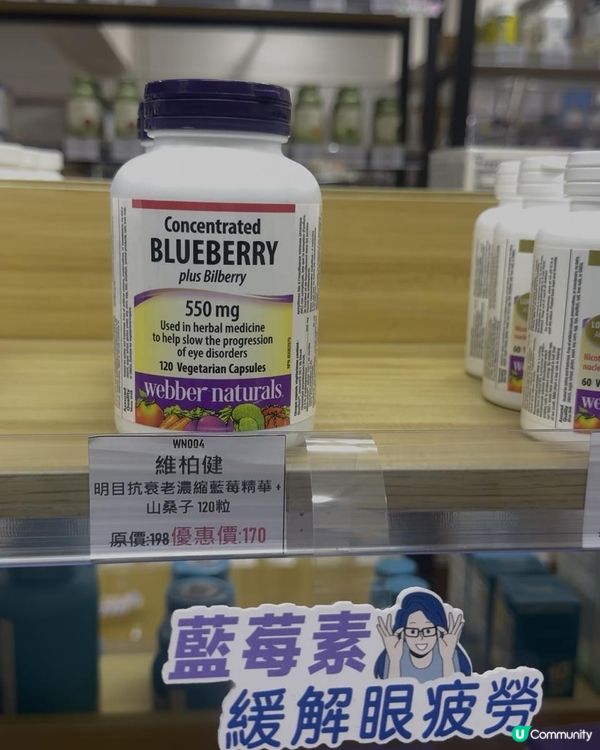 Concentrated
BLUEBERRY
plus Bilberry
550 mg
Used in herbal medicine
to help slow the progression
of eye disorders
120 Vegetarian Capsules
webber naturals
WN004
維柏健
明目抗衰老濃縮藍莓精華+
山桑子 120粒
原價:198 優惠價:170
藍莓素
緩解眼疲勞
U Community